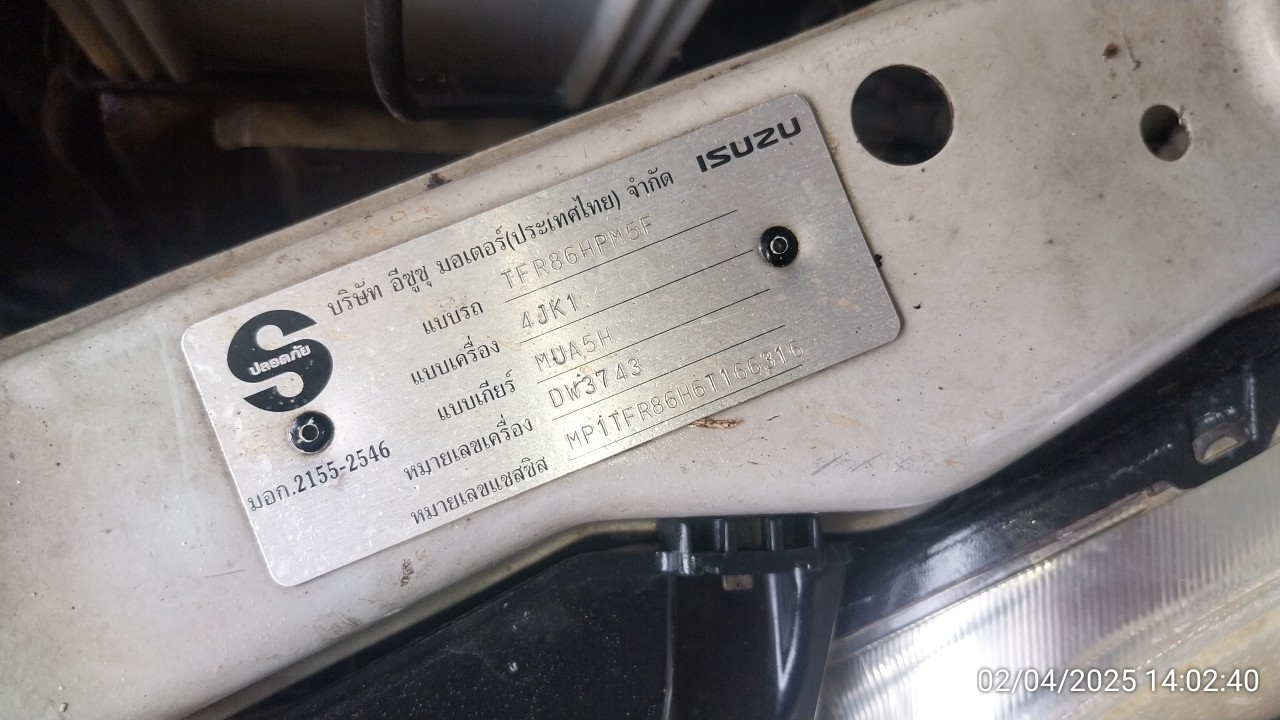 ISUZU
บริษัท อีซูซุ มอเตอร์(ประเทศไทย) จำกัด
แบบรถ TFR86HPM5F
แบบเครื่อง 4JK1
แบบเกียร์ MUA5H
หมายเลขเครื่อง DW3743
หมายเลขแชสซิส MP1TFR86H6T166316
ปลอดภัย
มอก.2155-2546
02/04/2025 14:02:40